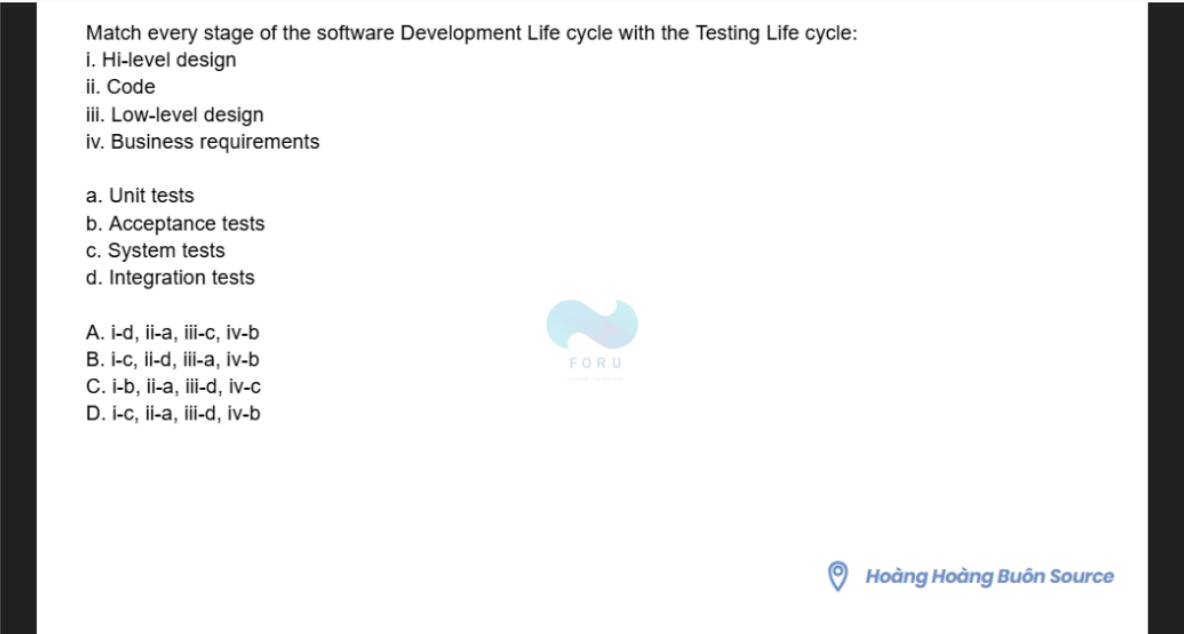 Match every stage of the software Development Life cycle with the Testing Life cycle:
i. Hi-level design
ii. Code
iii. Low-level design
iv. Business requirements
a. Unit tests
b. Acceptance tests
c. System tests
d. Integration tests
A. i-d, ii-a, iii-c, iv-b
B. i-c, ii-d, iii-a, iv-b
C. i-b, ii-a, iii-d, iv-c
D. i-c, ii-a, iii-d, iv-b
FORU
Hoàng Hoàng Buôn Source